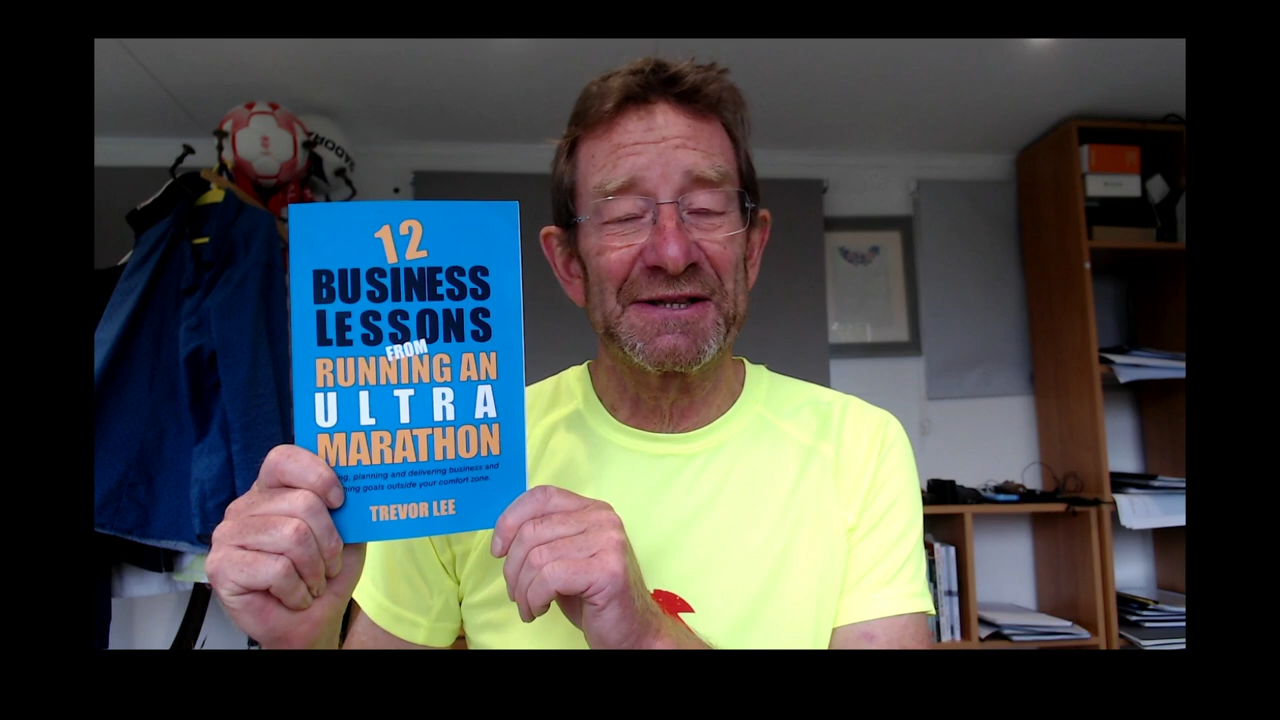 12
BUSINESS
LESSONS
FROM
RUNNING AN
ULTRA
MARATHON
planning and delivering business and
goals outside your comfort zone.
TREVOR LEE